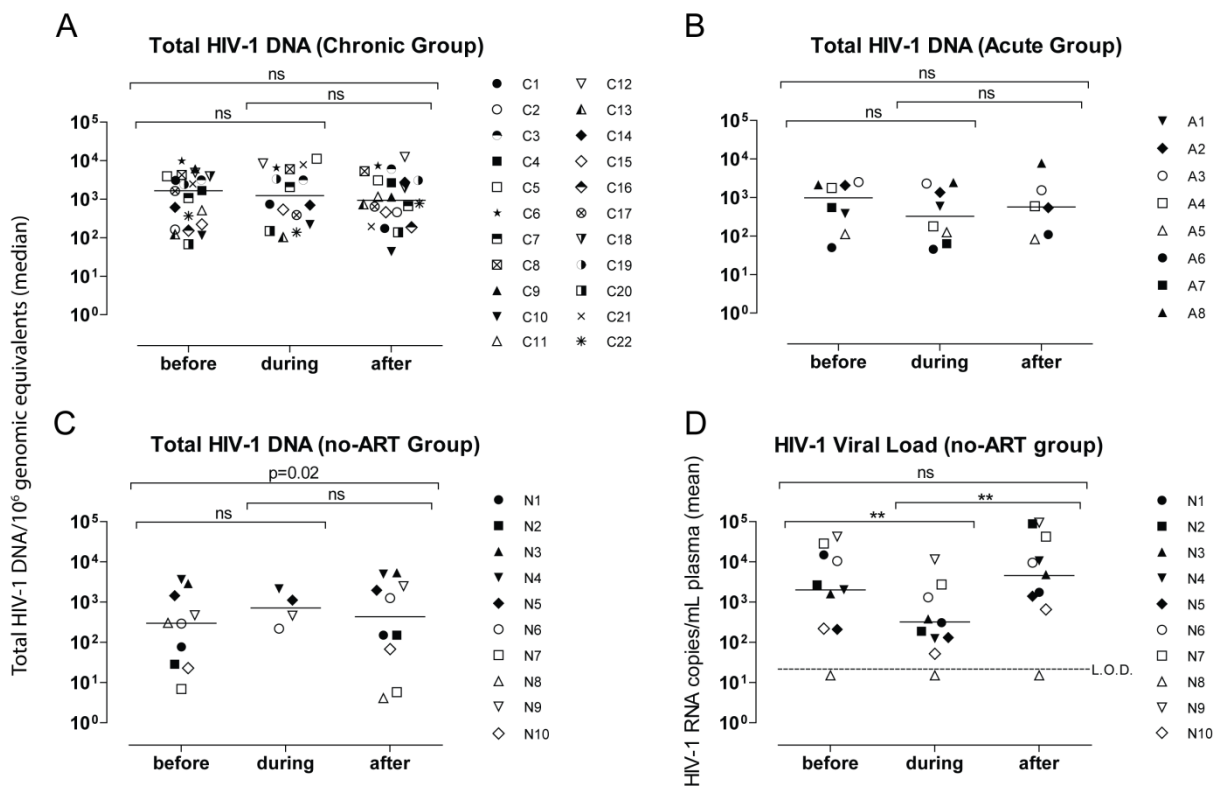 A
Total HIV-1 DNA (Chronic Group)
ns
ns
ns
10⁵
10⁴
10³
10²
10¹
10⁰
before during after
C1 C12
C2 C13
C3 C14
C4 C15
C5 C16
C6 C17
C7 C18
C8 C19
C9 C20
C10 C21
C11 C22
B
Total HIV-1 DNA (Acute Group)
ns
ns
ns
10⁵
10⁴
10³
10²
10¹
10⁰
before during after
A1
A2
A3
A4
A5
A6
A7
A8
Total HIV-1 DNA/10⁶ genomic equivalents (median)
C
Total HIV-1 DNA (no-ART Group)
p=0.02
ns
ns
10⁵
10⁴
10³
10²
10¹
10⁰
before during after
N1
N2
N3
N4
N5
N6
N7
N8
N9
N10
D
HIV-1 Viral Load (no-ART group)
ns
**
**
HIV-1 RNA copies/mL plasma (mean)
10⁵
10⁴
10³
10²
10¹
10⁰
L.O.D.
before during after
N1
N2
N3
N4
N5
N6
N7
N8
N9
N10